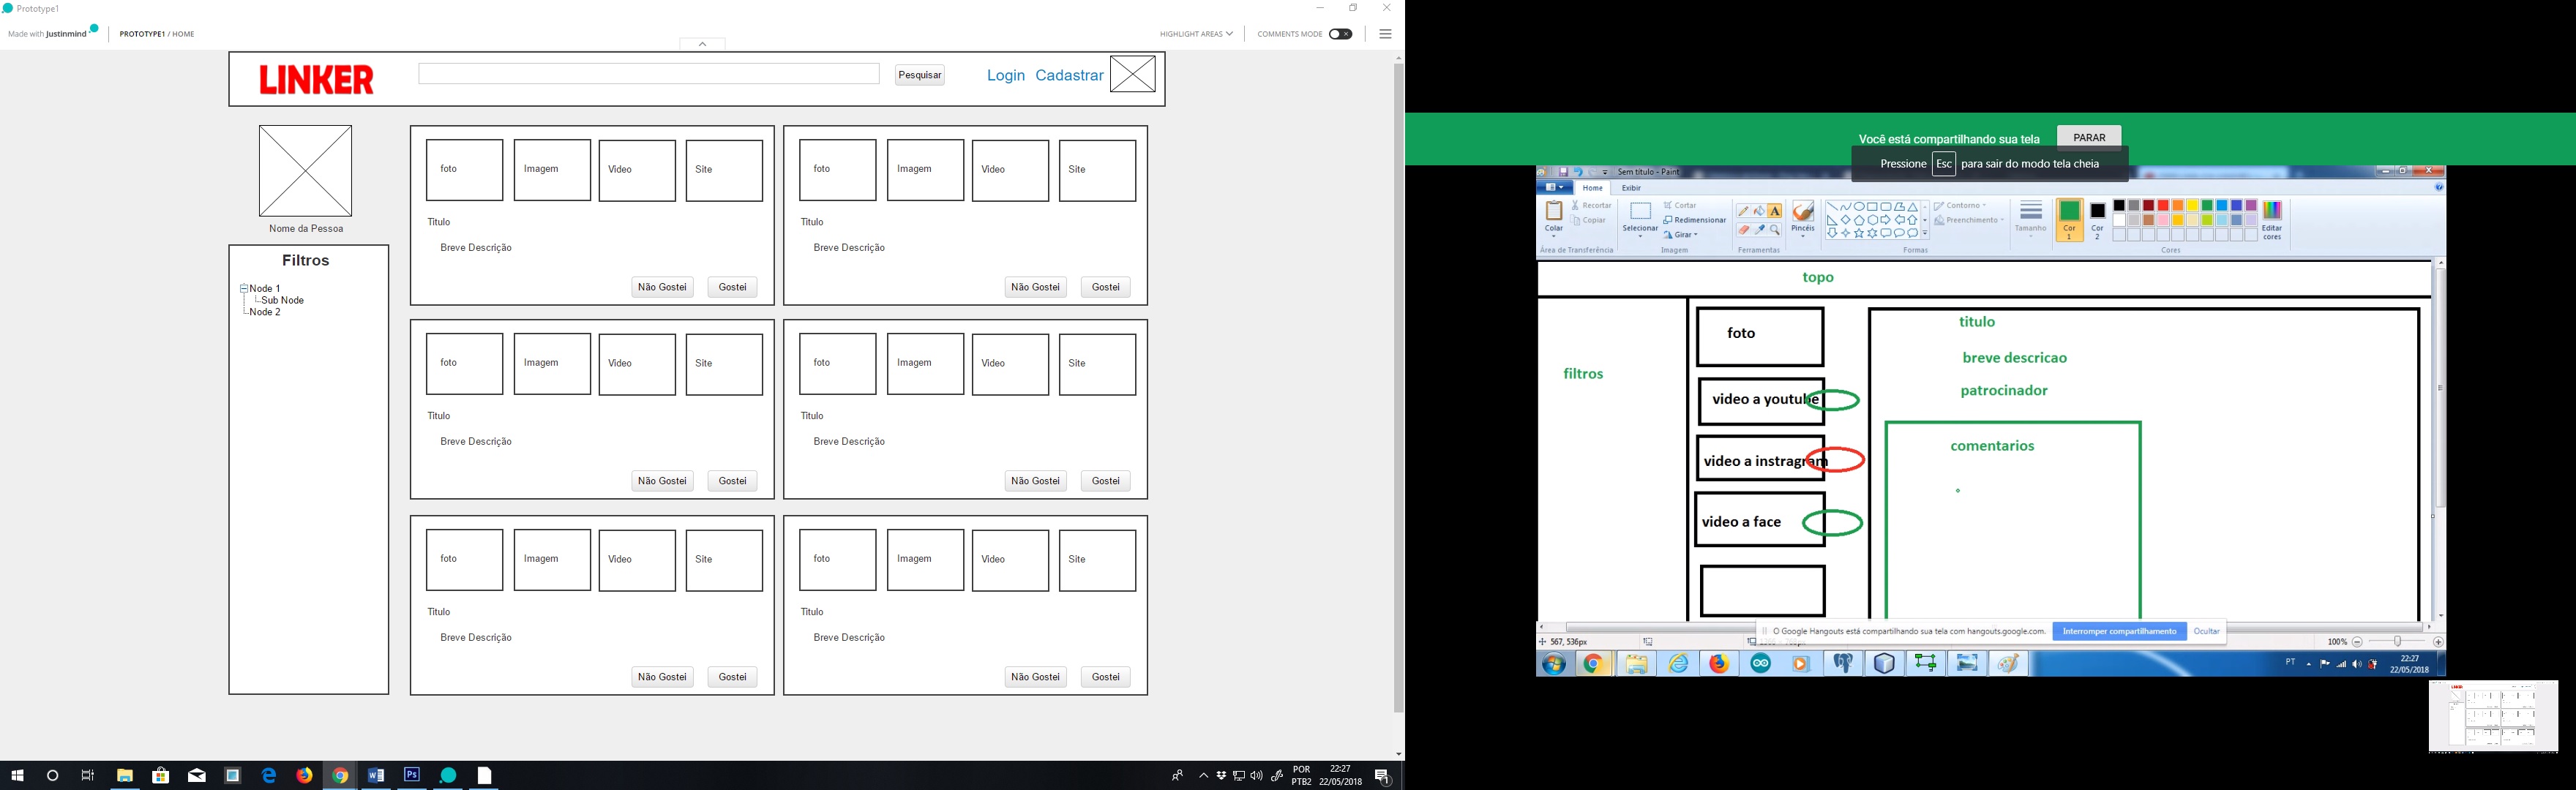 Prototype1
Made with Justinmind
PROTOTYPE1 / HOME
HIGHLIGHT AREAS
COMMENTS MODE
LINKER
Pesquisar
Login Cadastrar
Nome da Pessoa
Filtros
Node 1
Sub Node
Node 2
foto Imagem Video Site
Titulo
Breve Descrição
Não Gostei Gostei
foto Imagem Video Site
Titulo
Breve Descrição
Não Gostei Gostei
foto Imagem Video Site
Titulo
Breve Descrição
Não Gostei Gostei
foto Imagem Video Site
Titulo
Breve Descrição
Não Gostei Gostei
foto Imagem Video Site
Titulo
Breve Descrição
Não Gostei Gostei
foto Imagem Video Site
Titulo
Breve Descrição
Não Gostei Gostei
Ps
POR
PTB2
22:27
22/05/2018
1
Você está compartilhando sua tela PARAR
Pressione Esc para sair do modo tela cheia
Sem título - Paint
Home Exibir
Colar
Recortar
Copiar
Área de Transferência
Selecionar
Cortar
Redimensionar
Girar
Imagem
A
Ferramentas
Pincéis
Contorno
Preenchimento
Formas
Tamanho
Cor
1
Cor
2
Editar
cores
Cores
topo
filtros
foto
video a youtube
video a instragram
video a face
titulo
breve descricao
patrocinador
comentarios
567, 536px
O Google Hangouts está compartilhando sua tela com hangouts.google.com.
Interromper compartilhamento
Ocultar
100%
PT
22:27
22/05/2018